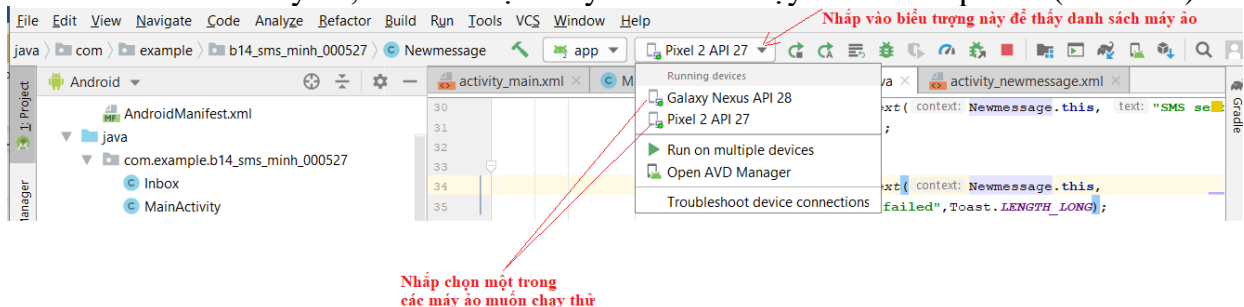 File Edit View Navigate Code Analyze Refactor Build Run Tools VCS Window Help
Nhấp vào biểu tượng này để thấy danh sách máy ảo
java com example b14_sms_minh_000527 Newmessage app Pixel 2 API 27
Android
activity_main.xml
M
va
activity_newmessage.xml
1: Project
Manager
Gradle
AndroidManifest.xml
java
com.example.b14_sms_minh_000527
Inbox
MainActivity
Running devices
Galaxy Nexus API 28
Pixel 2 API 27
Run on multiple devices
Open AVD Manager
Troubleshoot device connections
30
31
32
33
34
35
ext( context: Newmessage.this, text: "SMS se
;
ext( context: Newmessage.this,
failed",Toast.LENGTH_LONG);
Nhấp chọn một trong
các máy ảo muốn chạy thử